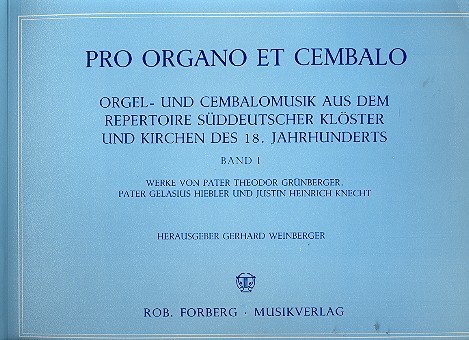 PRO ORGANO ET CEMBALO
ORGEL- UND CEMBALOMUSIK AUS DEM
REPERTOIRE SÜDDEUTSCHER KLÖSTER
UND KIRCHEN DES 18. JAHRHUNDERTS
BAND I
WERKE VON PATER THEODOR GRÜNBERGER,
PATER GELASIUS HIEBLER UND JUSTIN HEINRICH KNECHT
HERAUSGEBER GERHARD WEINBERGER
ROB. FORBERG · MUSIKVERLAG